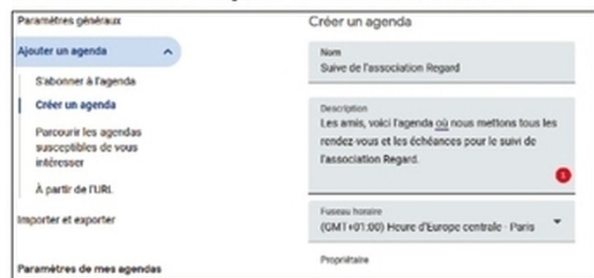 Paramètres généraux
Ajouter un agenda
S'abonner à l'agenda
Créer un agenda
Parcourir les agendas
susceptibles de vous
intéresser
À partir de l'URL
Importer et exporter
Paramètres de mes agendas
Créer un agenda
Nom
Suive de l'association Regard
Description
Les amis, voici l'agenda où nous mettons tous les
rendez-vous et les échéances pour le suivi de
l'association Regard.
1
Fuseau horaire
(GMT+01:00) Heure d'Europe centrale - Paris
Propriétaire